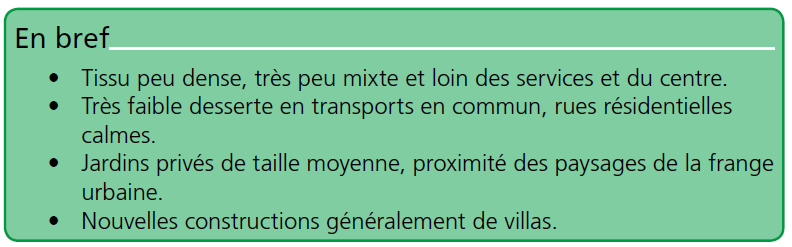 En bref
• Tissu peu dense, très peu mixte et loin des services et du centre.
• Très faible desserte en transports en commun, rues résidentielles
calmes.
• Jardins privés de taille moyenne, proximité des paysages de la frange
urbaine.
• Nouvelles constructions généralement de villas.